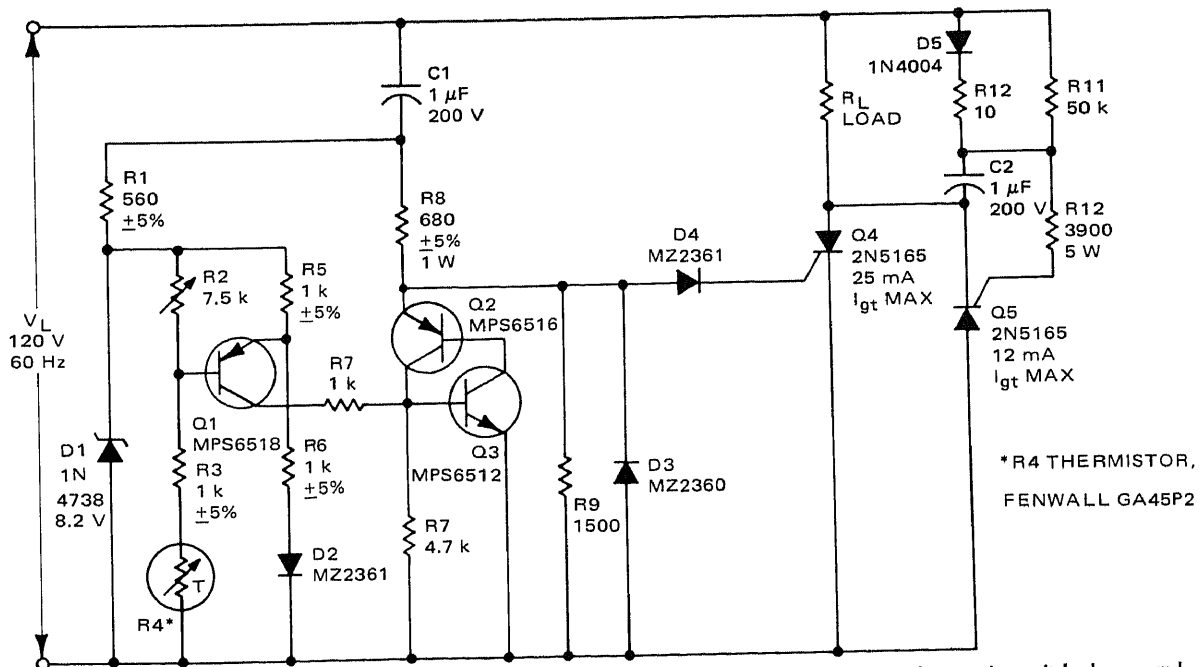 V_L
120 V
60 Hz
C1
1 µF
200 V
R1
560
±5%
R8
680
±5%
1 W
R2
7.5 k
R5
1 k
±5%
Q1
MPS6518
R3
1 k
±5%
R4*
T
D1
1N
4738
8.2 V
R6
1 k
±5%
D2
MZ2361
R7
1 k
Q2
MPS6516
Q3
MPS6512
R7
4.7 k
R9
1500
D3
MZ2360
D4
MZ2361
R_L
LOAD
Q4
2N5165
25 mA
I_gt MAX
D5
1N4004
R12
10
R11
50 k
C2
1 µF
200 V
R12
3900
5 W
Q5
2N5165
12 mA
I_gt MAX
*R4 THERMISTOR,
FENWALL GA45P2